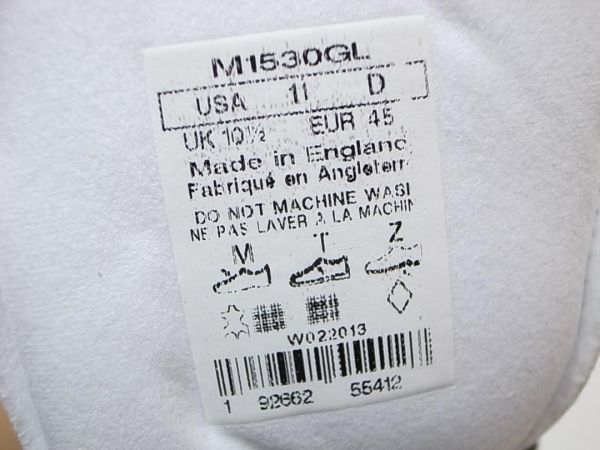 M1530GL
USA 11 D
UK 10½ EUR 45
Made in England
Fabriqué en Angleterr
DO NOT MACHINE WASI
NE PAS LAVER À LA MACHIN
M T Z
W022013
1 92662 55412